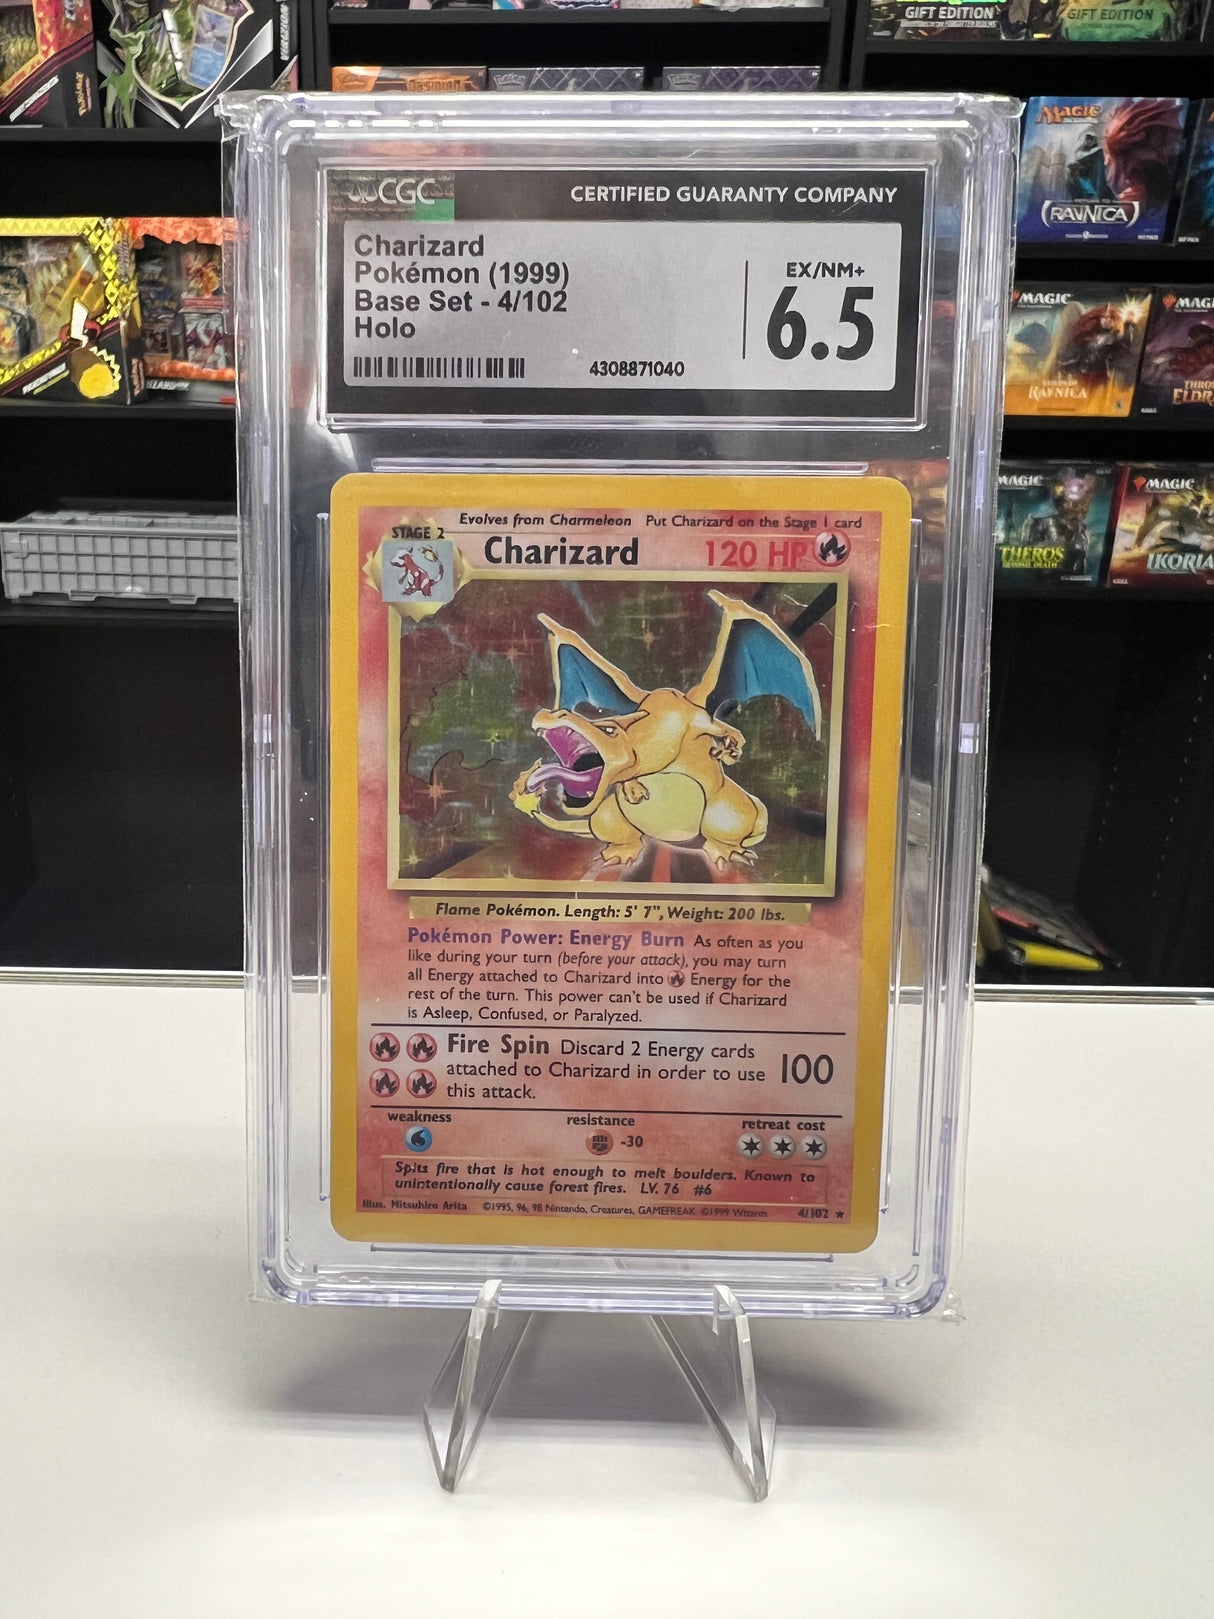 GIFT EDITION
GIFT EDITION
MAGIC
RAVNICA
MAGIC
RAVNICA
MAGIC
THEROS
BEYOND DEATH
MAGIC
IKORIA
CGC
CERTIFIED GUARANTY COMPANY
Charizard
Pokémon (1999)
Base Set - 4/102
Holo
EX/NM+
6.5
4308871040
Evolves from Charmeleon Put Charizard on the Stage 1 card
STAGE 2
Charizard 120 HP
Flame Pokémon. Length: 5' 7", Weight: 200 lbs.
Pokémon Power: Energy Burn As often as you
like during your turn (before your attack), you may turn
all Energy attached to Charizard into Energy for the
rest of the turn. This power can't be used if Charizard
is Asleep, Confused, or Paralyzed.
Fire Spin Discard 2 Energy cards
attached to Charizard in order to use
this attack.
100
weakness resistance retreat cost
-30
Spits fire that is hot enough to melt boulders. Known to
unintentionally cause forest fires. LV. 76 #6
Illus. Mitsuhiro Arita ©1995, 96, 98 Nintendo, Creatures, GAMEFREAK. ©1999 Wizards. 4/102 ★